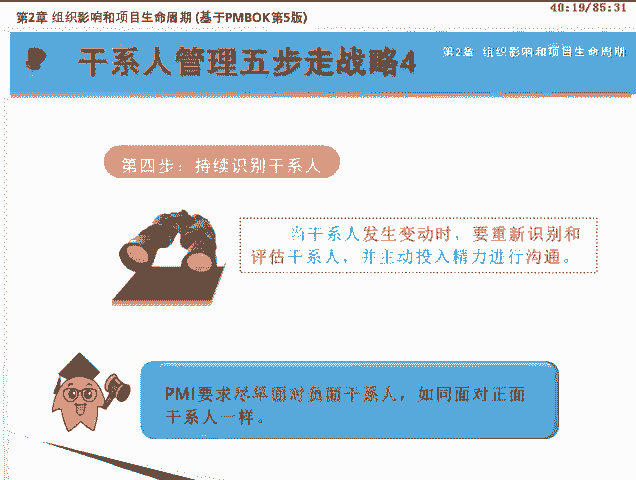 第2章 组织影响和项目生命周期 (基于PMBOK第5版)
40:19/85:31
干系人管理五步走战略4
第2章 组织影响和项目生命周期
第四步：持续识别干系人
当干系人发生变动时，要重新识别和
评估干系人，并主动投入精力进行沟通。
PMI要求尽早面对负面干系人，如同面对正面
干系人一样。